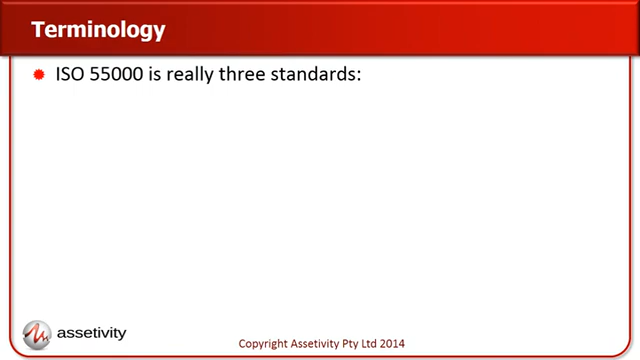 Terminology
ISO 55000 is really three standards:
assetivity
Copyright Assetivity Pty Ltd 2014